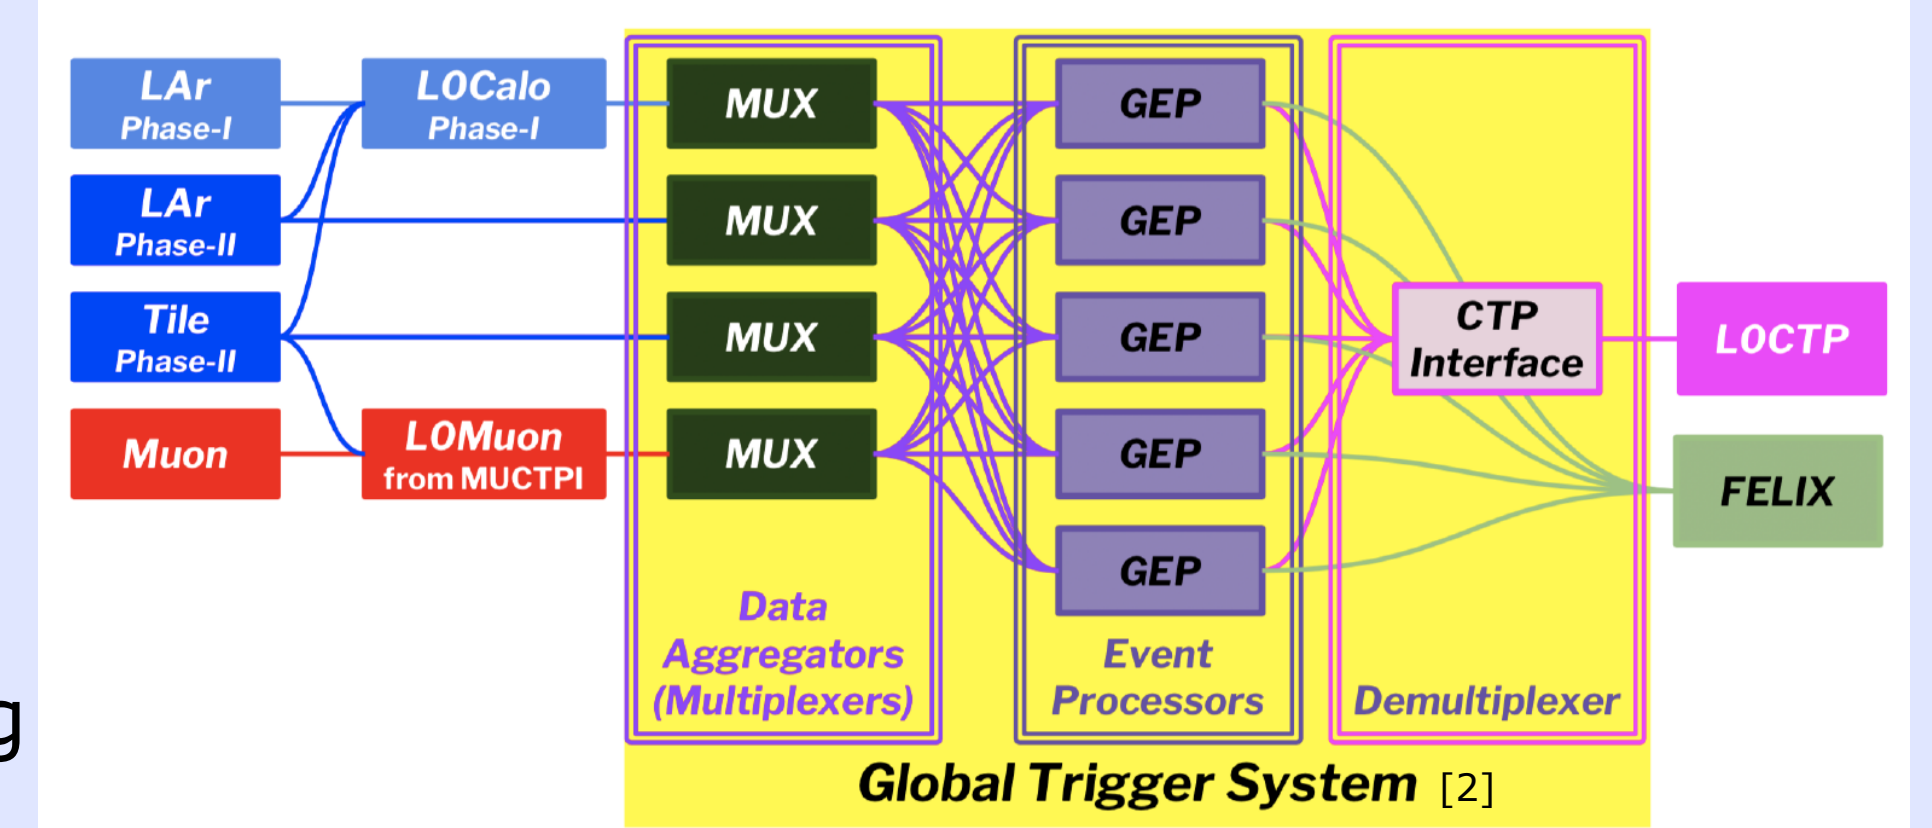 LAr
Phase-I
L0Calo
Phase-I
MUX
GEP
LAr
Phase-II
MUX
GEP
Tile
Phase-II
MUX
GEP
CTP
Interface
L0CTP
Muon
L0Muon
from MUCTPI
MUX
GEP
FELIX
GEP
Data
Aggregators
(Multiplexers)
Event
Processors
Demultiplexer
g
Global Trigger System [2]